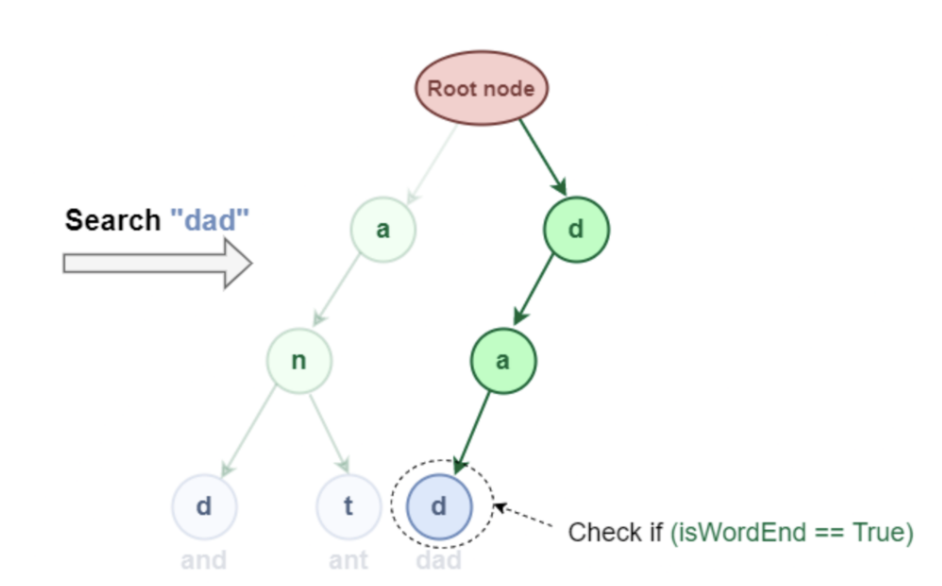 Root node
a
d
Search "dad"
n
a
d
t
d
Check if (isWordEnd == True)
and
ant
dad